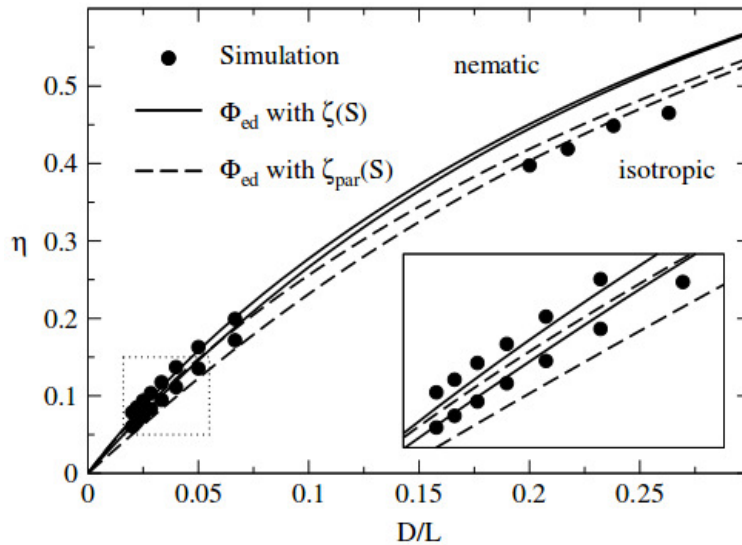 Simulation
nematic
Φed with ζ(S)
Φed with ζpar(S)
isotropic
η
0.5
0.4
0.3
0.2
0.1
0
0 0.05 0.1 0.15 0.2 0.25
D/L